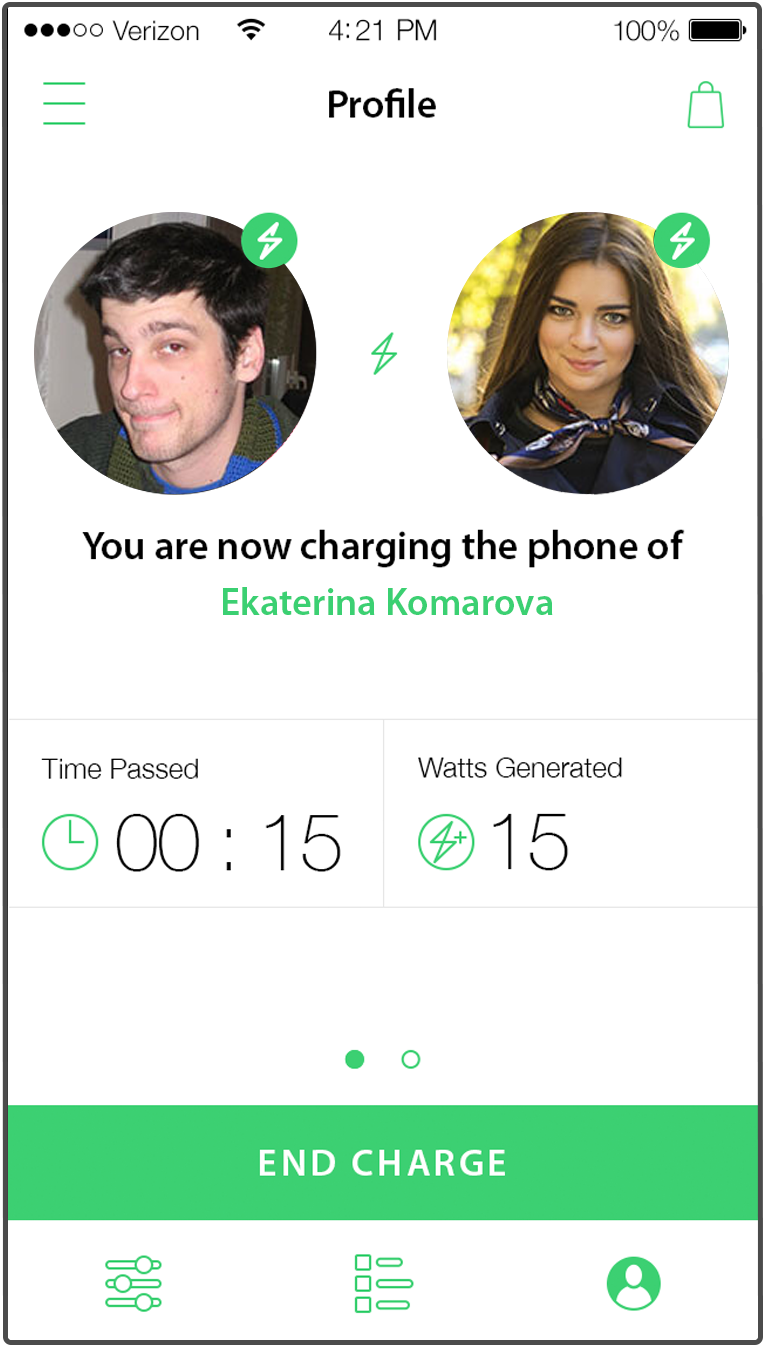 Verizon 4:21 PM 100%
Profile
You are now charging the phone of
Ekaterina Komarova
Time Passed
00 : 15
Watts Generated
15
END CHARGE